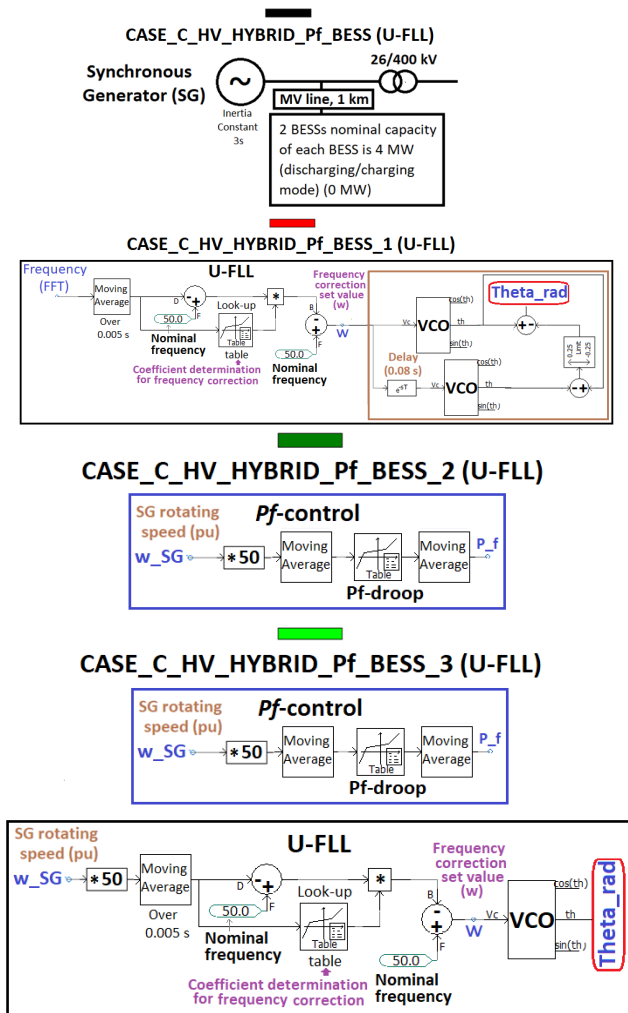 CASE_C_HV_HYBRID_Pf_BESS (U-FLL)
26/400 kV
Synchronous
Generator (SG)
~
MV line, 1 km
Inertia
Constant
3s
2 BESSs nominal capacity
of each BESS is 4 MW
(discharging/charging
mode) (0 MW)
CASE_C_HV_HYBRID_Pf_BESS_1 (U-FLL)
Frequency
(FFT)
U-FLL
Frequency
correction
set value
(w)
Moving
Average
Over
0.005 s
D
-
+
F
50.0
Nominal
frequency
Look-up
Table
table
*
B
-
+
F
50.0
Nominal
frequency
w
Coefficient determination
for frequency correction
Vc
VCO
cos(th)
th
sin(th)
Theta_rad
+ -
Delay
(0.08 s)
e-sT
Vc
VCO
cos(th)
th
sin(th)
0.25
Limit
-0.25
- +
CASE_C_HV_HYBRID_Pf_BESS_2 (U-FLL)
SG rotating
speed (pu)
Pf-control
w_SG
*50
Moving
Average
Table
Moving
Average
P_f
Pf-droop
CASE_C_HV_HYBRID_Pf_BESS_3 (U-FLL)
SG rotating
speed (pu)
Pf-control
w_SG
*50
Moving
Average
Table
Moving
Average
P_f
Pf-droop
SG rotating
speed (pu)
U-FLL
Frequency
correction
set value
(w)
w_SG
*50
Moving
Average
Over
0.005 s
D
-
+
F
50.0
Nominal
frequency
Look-up
Table
table
*
B
-
+
F
50.0
Nominal
frequency
w
Coefficient determination
for frequency correction
Vc
VCO
cos(th)
th
sin(th)
Theta_rad